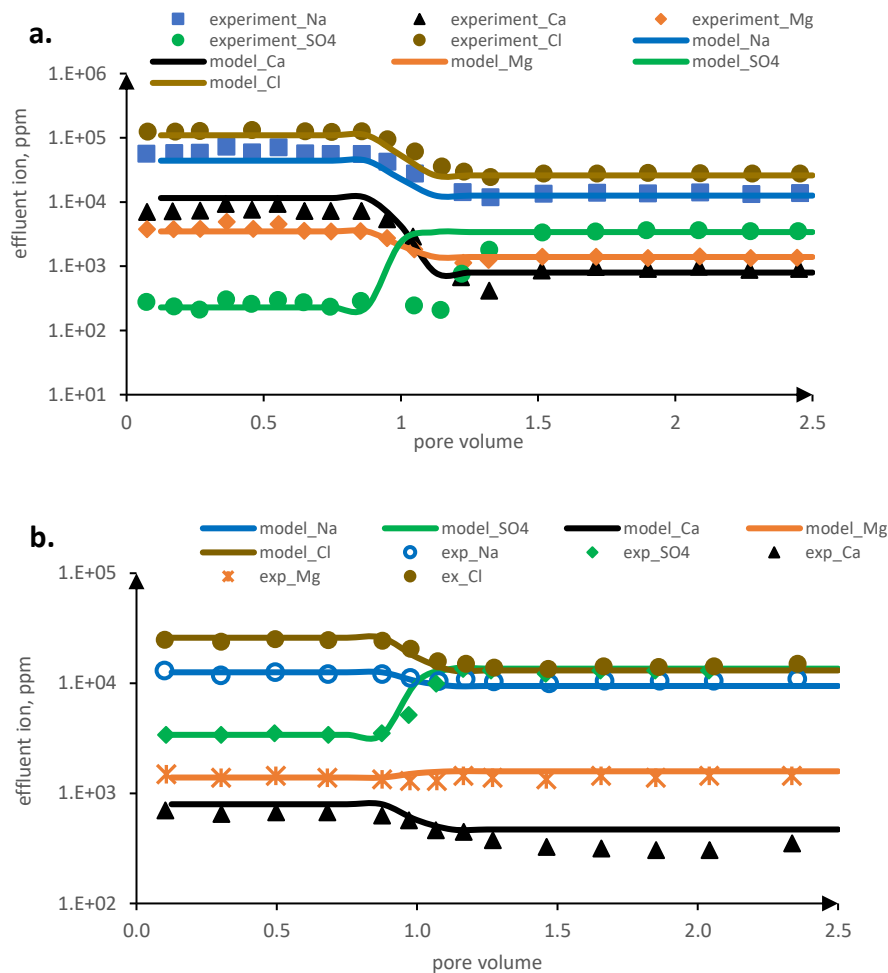 a.
experiment_Na experiment_Ca experiment_Mg
experiment_SO4 experiment_Cl model_Na
model_Ca model_Mg model_SO4
model_Cl
1.E+06
1.E+05
1.E+04
1.E+03
1.E+02
1.E+01
effluent ion, ppm
0 0.5 1 1.5 2 2.5
pore volume
b.
model_Na model_SO4 model_Ca model_Mg
model_Cl exp_Na exp_SO4 exp_Ca
exp_Mg ex_Cl
1.E+05
1.E+04
1.E+03
1.E+02
effluent ion, ppm
0.0 0.5 1.0 1.5 2.0 2.5
pore volume